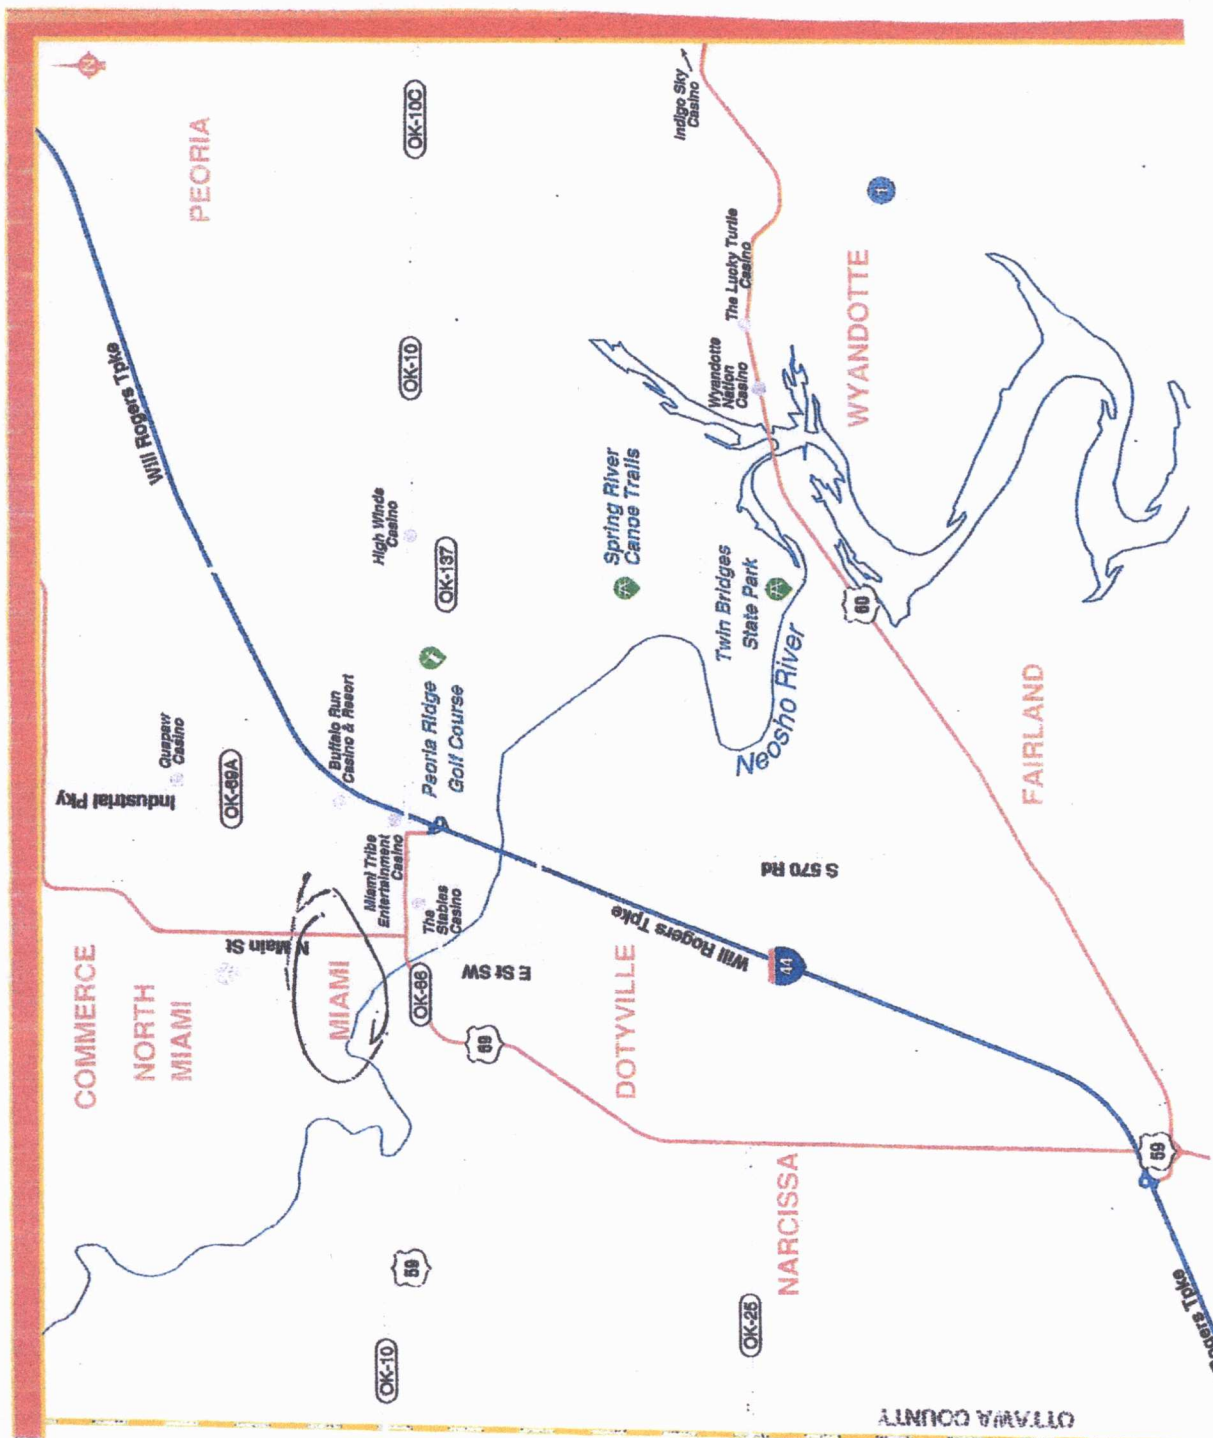 N
PEORIA
OK-10C
Indigo Sky
Casino
1
Will Rogers Tpke
OK-10
The Lucky Turtle
Casino
WYANDOTTE
Wyandotte
Nation
Casino
High Winds
Casino
OK-137
Spring River
Canoe Trails
Twin Bridges
State Park
60
Neosho River
Quapaw
Casino
Industrial Pky
OK-69A
Buffalo Run
Casino & Resort
Peoria Ridge
Golf Course
FAIRLAND
Miami Tribe
Entertainment
Casino
The
Stables
Casino
S 570 Rd
COMMERCE
NORTH
MIAMI
N Main St
MIAMI
OK-66
E St SW
69
DOTYVILLE
Will Rogers Tpke
44
NARCISSA
59
59
OK-10
OK-25
Rogers Tpke
OTTAWA COUNTY